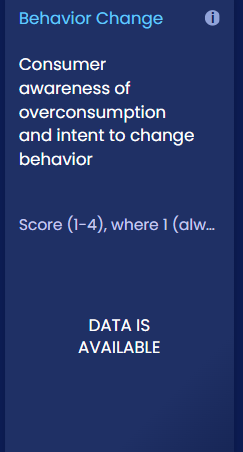 Behavior Change
Consumer
awareness of
overconsumption
and intent to change
behavior
Score (1-4), where 1 (alw...
DATA IS
AVAILABLE